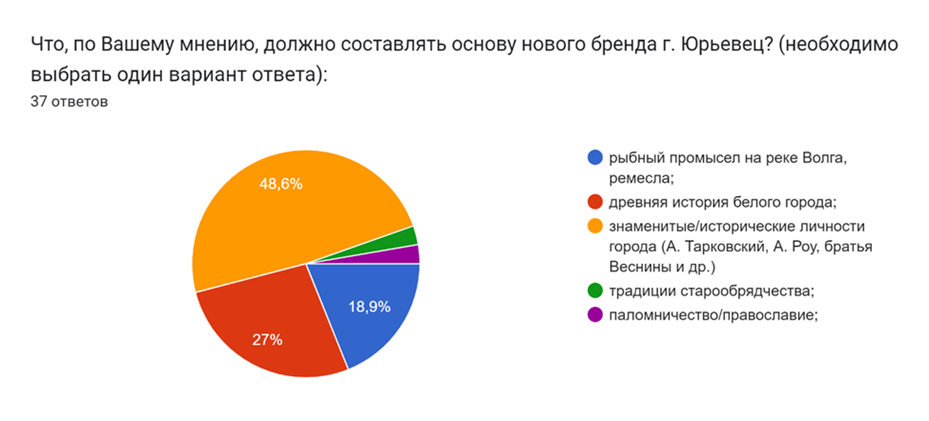 Что, по Вашему мнению, должно составлять основу нового бренда г. Юрьевец? (необходимо
выбрать один вариант ответа):
37 ответов
48,6%
18,9%
27%
рыбный промысел на реке Волга,
ремесла;
древняя история белого города;
знаменитые/исторические личности
города (А. Тарковский, А. Роу, братья
Веснины и др.)
традиции старообрядчества;
паломничество/православие;